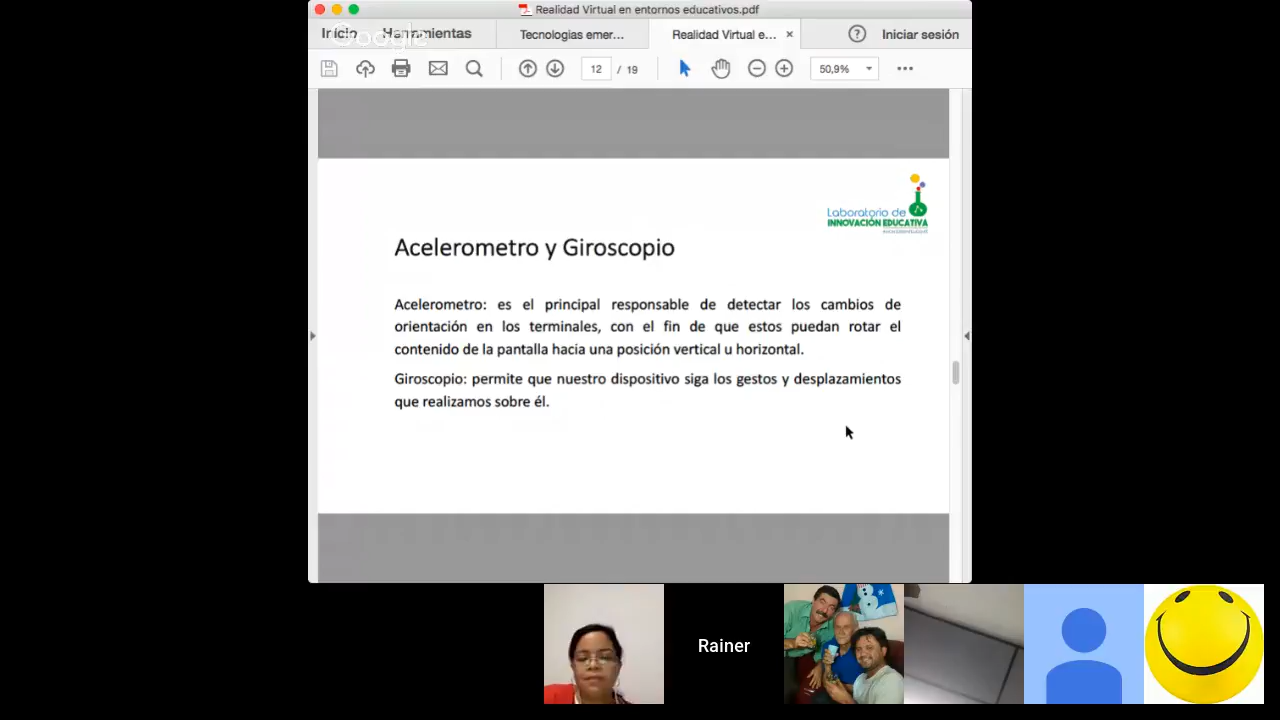 Realidad Virtual en entornos educativos.pdf
Inicio Herramientas Tecnologias emer... Realidad Virtual e... × ? Iniciar sesión
Google
12 / 19 50,9%
Laboratorio de
INNOVACIÓN EDUCATIVA
Acelerometro y Giroscopio
Acelerometro: es el principal responsable de detectar los cambios de
orientación en los terminales, con el fin de que estos puedan rotar el
contenido de la pantalla hacia una posición vertical u horizontal.
Giroscopio: permite que nuestro dispositivo siga los gestos y desplazamientos
que realizamos sobre él.
Rainer